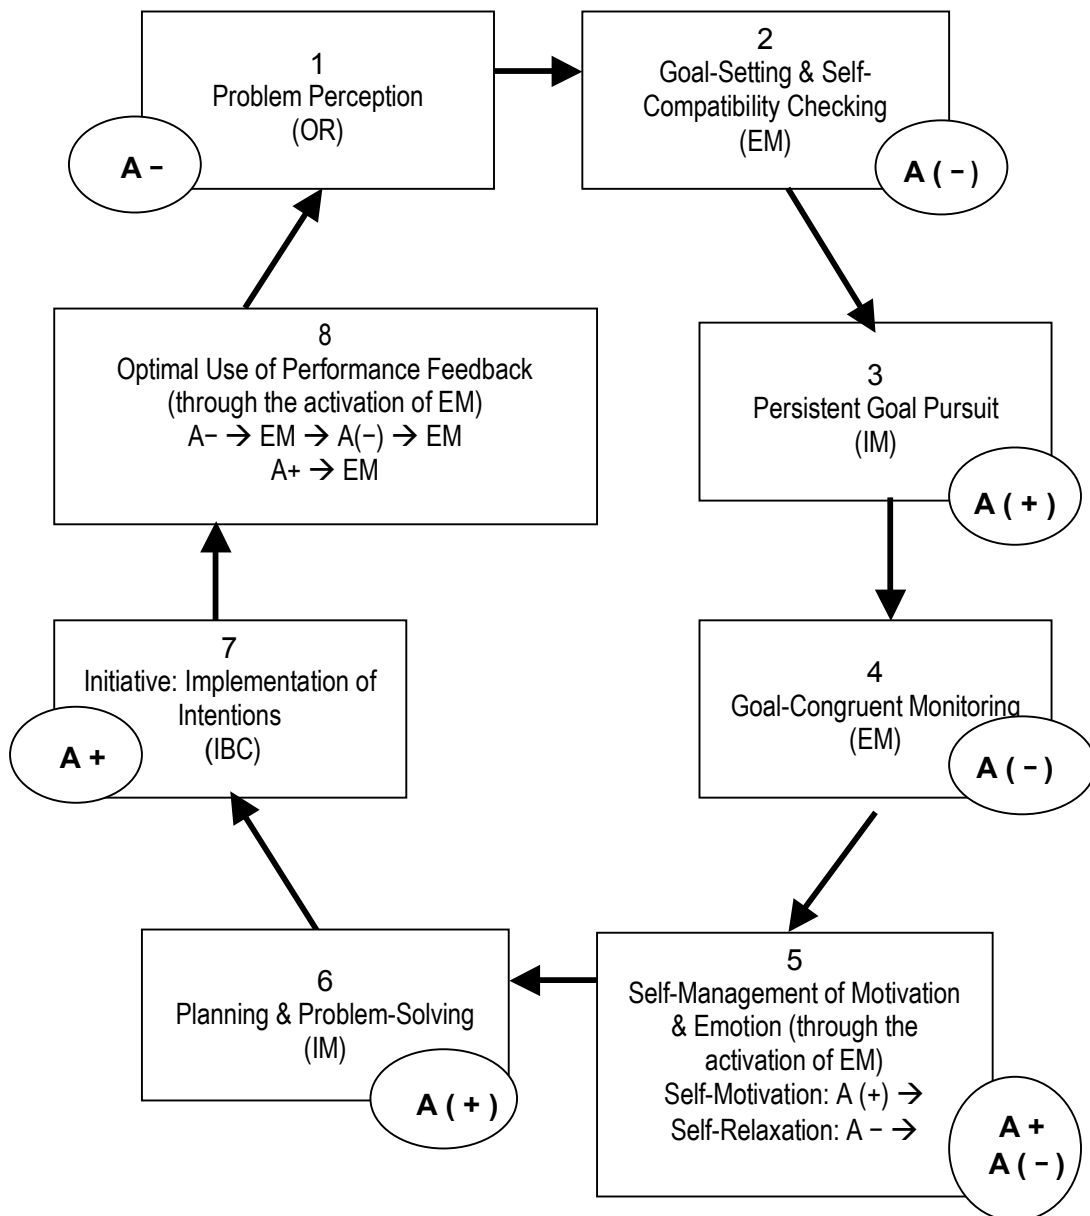 1
Problem Perception
(OR)
A −
2
Goal-Setting & Self-
Compatibility Checking
(EM)
A ( − )
3
Persistent Goal Pursuit
(IM)
A ( + )
4
Goal-Congruent Monitoring
(EM)
A ( − )
5
Self-Management of Motivation
& Emotion (through the
activation of EM)
Self-Motivation: A (+) →
Self-Relaxation: A − →
A +
A ( − )
6
Planning & Problem-Solving
(IM)
A ( + )
7
Initiative: Implementation of
Intentions
(IBC)
A +
8
Optimal Use of Performance Feedback
(through the activation of EM)
A− → EM → A(−) → EM
A+ → EM